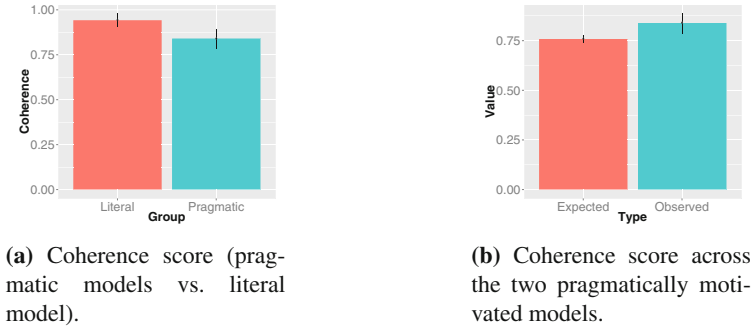 1.00
0.75
0.50
0.25
0.00
Coherence
Literal Pragmatic
Group
(a) Coherence score (prag-
matic models vs. literal
model).
0.75
0.50
0.25
0.00
Value
Expected Observed
Type
(b) Coherence score across
the two pragmatically moti-
vated models.